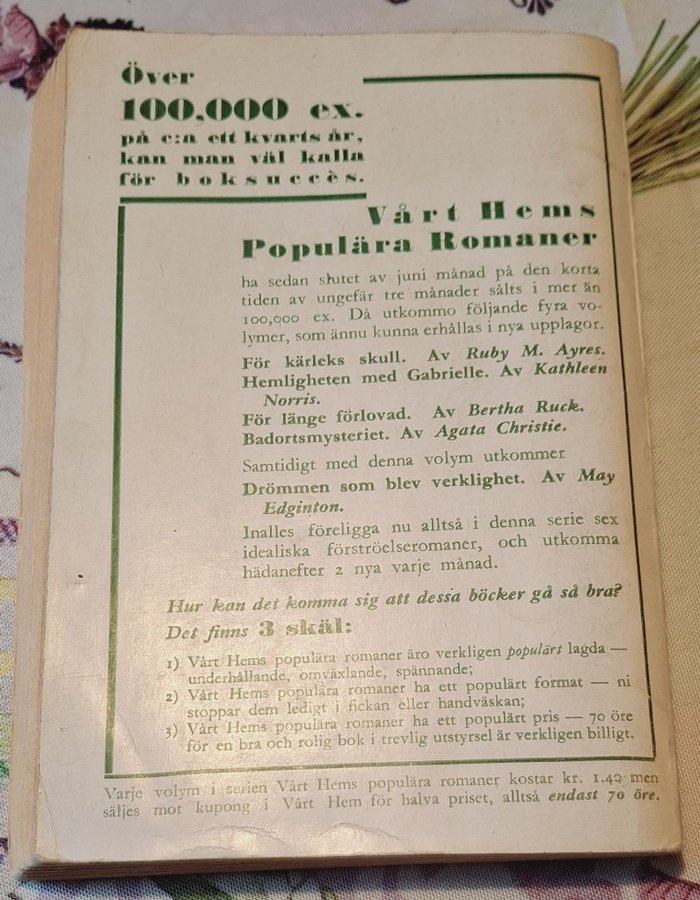 Över
100,000 ex.
på c:a ett kvarts år,
kan man väl kalla
för boksuccès.
Vårt Hems
Populära Romaner
ha sedan slutet av juni månad på den korta
tiden av ungefär tre månader sålts i mer än
100,000 ex. Då utkommo följande fyra vo-
lymer, som ännu kunna erhållas i nya upplagor.
För kärleks skull. Av Ruby M. Ayres.
Hemligheten med Gabrielle. Av Kathleen
Norris.
För länge förlovad. Av Bertha Ruck.
Badortsmysteriet. Av Agata Christie.
Samtidigt med denna volym utkommer
Drömmen som blev verklighet. Av May
Edginton.
Inalles föreligga nu alltså i denna serie sex
idealiska förströelseromaner, och utkomma
hädanefter 2 nya varje månad.
Hur kan det komma sig att dessa böcker gå så bra?
Det finns 3 skäl:
1) Vårt Hems populära romaner äro verkligen populärt lagda —
underhållande, omväxlande, spännande;
2) Vårt Hems populära romaner ha ett populärt format — ni
stoppar dem ledigt i fickan eller handväskan;
3) Vårt Hems populära romaner ha ett populärt pris — 70 öre
för en bra och rolig bok i trevlig utstyrsel är verkligen billigt.
Varje volym i serien Vårt Hems populära romaner kostar kr. 1.40 men
säljes mot kupong i Vårt Hem för halva priset, alltså endast 70 öre.